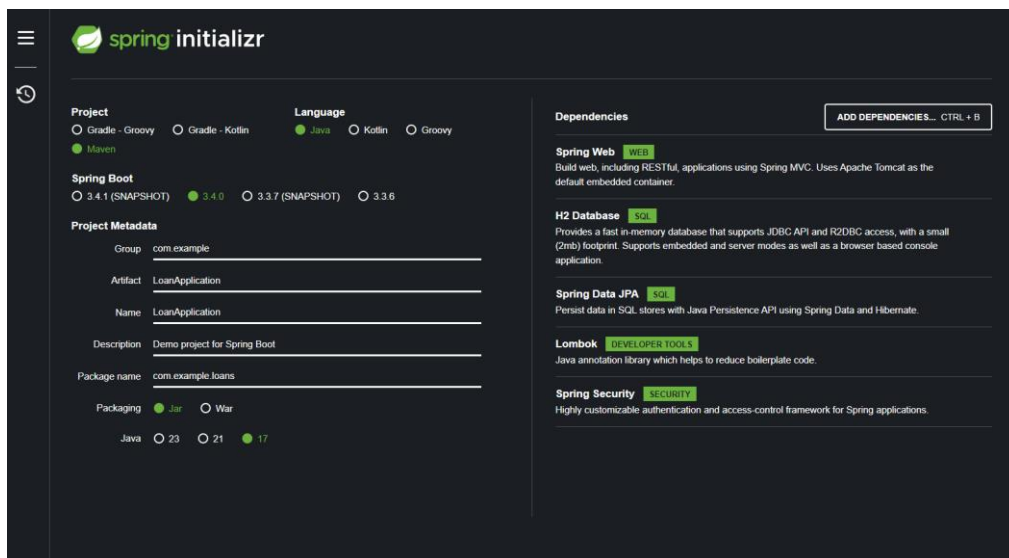 spring initializr
Project
Gradle - Groovy Gradle - Kotlin
Maven
Language
Java Kotlin Groovy
Spring Boot
3.4.1 (SNAPSHOT) 3.4.0 3.3.7 (SNAPSHOT) 3.3.6
Project Metadata
Group com.example
Artifact LoanApplication
Name LoanApplication
Description Demo project for Spring Boot
Package name com.example.loans
Packaging Jar War
Java 23 21 17
Dependencies
ADD DEPENDENCIES... CTRL + B
Spring Web WEB
Build web, including RESTful, applications using Spring MVC. Uses Apache Tomcat as the
default embedded container.
H2 Database SQL
Provides a fast in-memory database that supports JDBC API and R2DBC access, with a small
(2mb) footprint. Supports embedded and server modes as well as a browser based console
application.
Spring Data JPA SQL
Persist data in SQL stores with Java Persistence API using Spring Data and Hibernate.
Lombok DEVELOPER TOOLS
Java annotation library which helps to reduce boilerplate code.
Spring Security SECURITY
Highly customizable authentication and access-control framework for Spring applications.